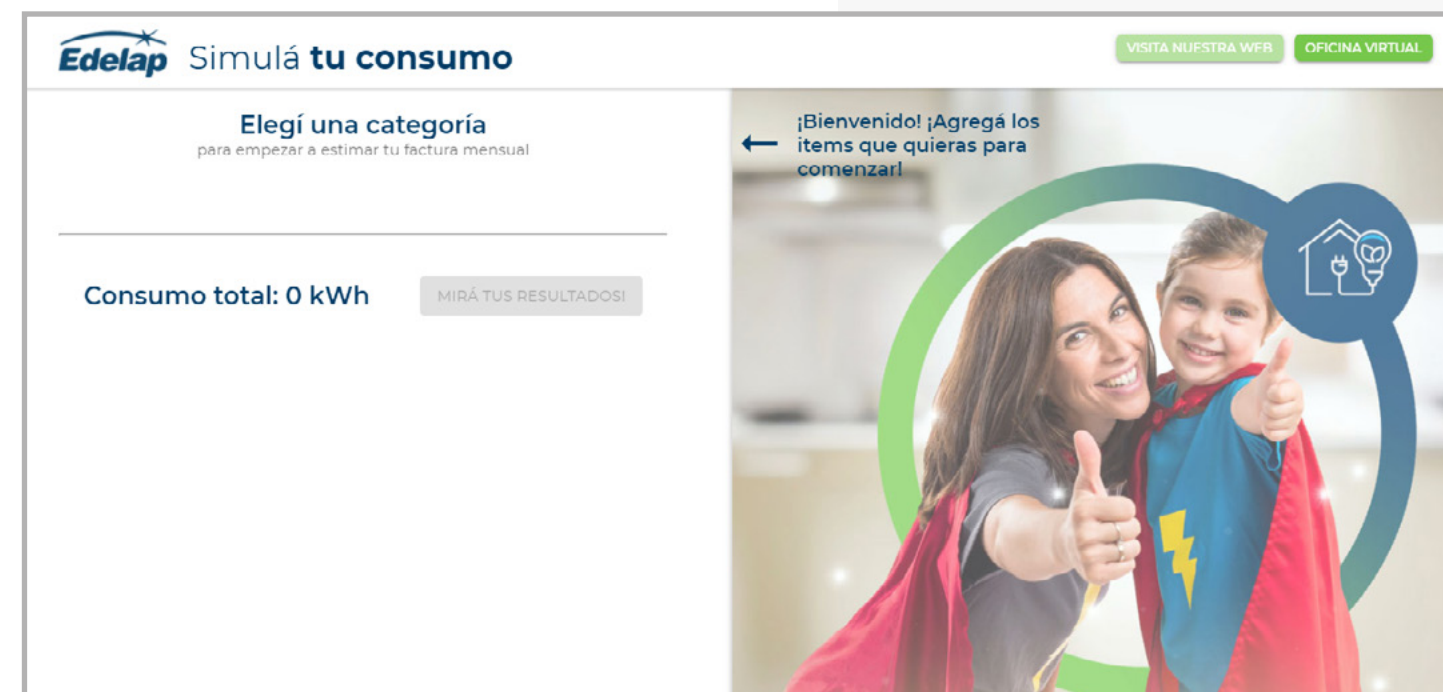 Edelap Simulá tu consumo
VISITA NUESTRA WEB
OFICINA VIRTUAL
Elegí una categoría
para empezar a estimar tu factura mensual
Consumo total: 0 kWh
MIRÁ TUS RESULTADOS!
¡Bienvenido! ¡Agregá los
items que quieras para
comenzar!